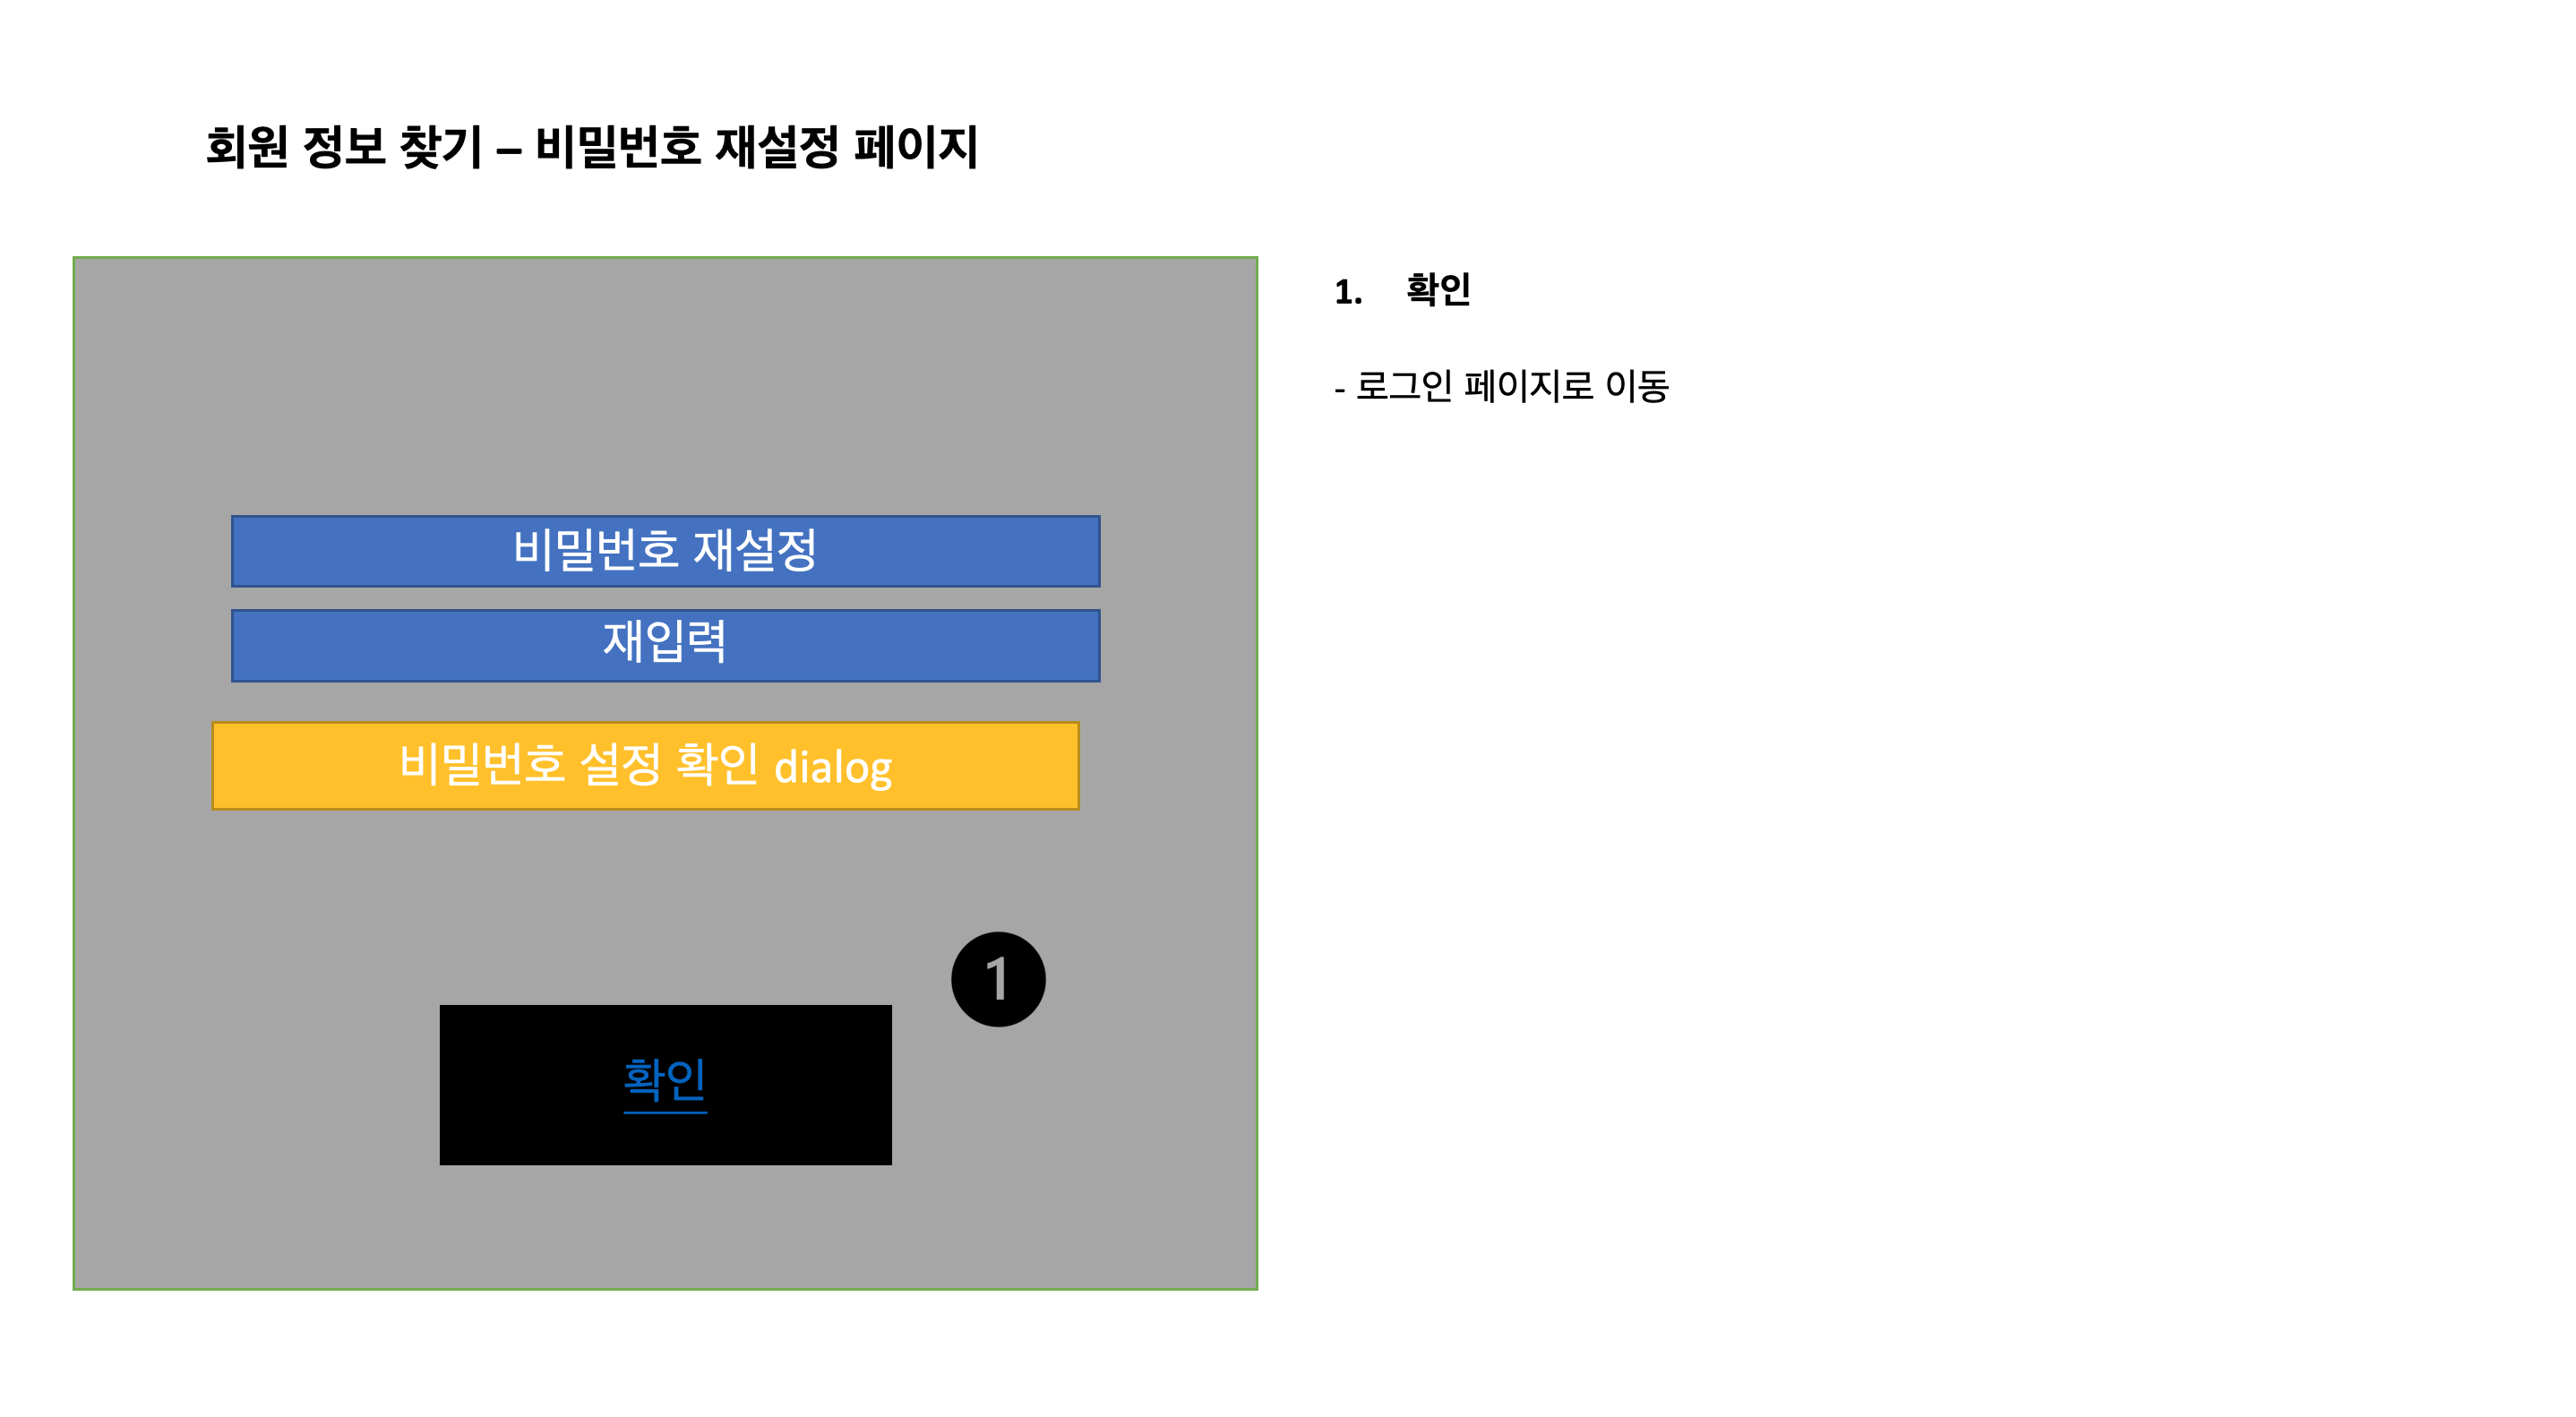 회원 정보 찾기 – 비밀번호 재설정 페이지
비밀번호 재설정
재입력
비밀번호 설정 확인 dialog
1
확인
1. 확인
- 로그인 페이지로 이동